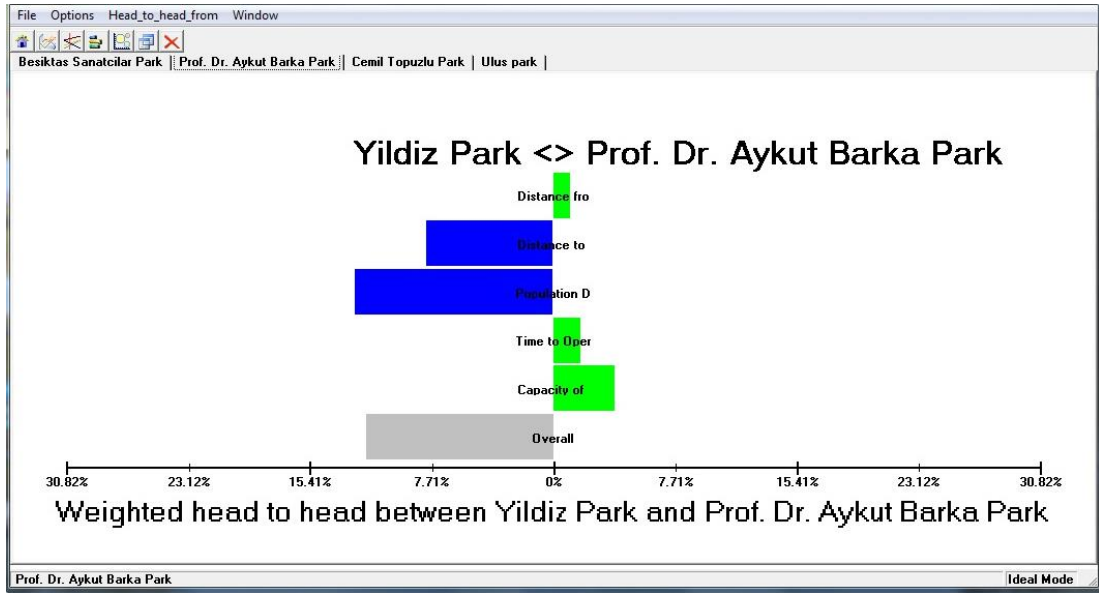 File Options Head_to_head_from Window
Besiktas Sanatcilar Park | Prof. Dr. Aykut Barka Park | Cemil Topuzlu Park | Ulus park |
Yildiz Park <> Prof. Dr. Aykut Barka Park
Distance fro
Distance to
Population D
Time to Oper
Capacity of
Overall
30.82% 23.12% 15.41% 7.71% 0% 7.71% 15.41% 23.12% 30.82%
Weighted head to head between Yildiz Park and Prof. Dr. Aykut Barka Park
Prof. Dr. Aykut Barka Park Ideal Mode